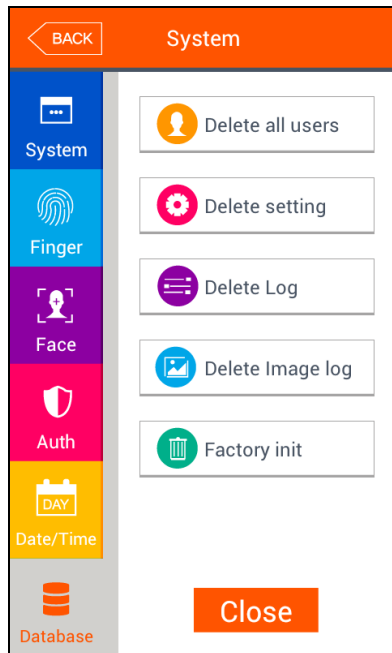 BACK
System
System
Finger
Face
Auth
DAY
Date/Time
Database
Delete all users
Delete setting
Delete Log
Delete Image log
Factory init
Close